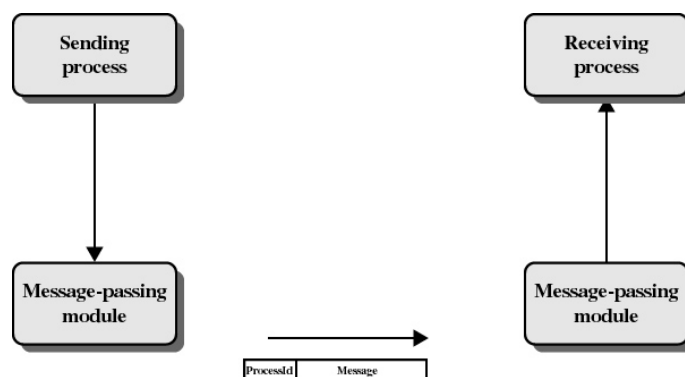 Sending
process
Receiving
process
Message-passing
module
Message-passing
module
ProcessId Message